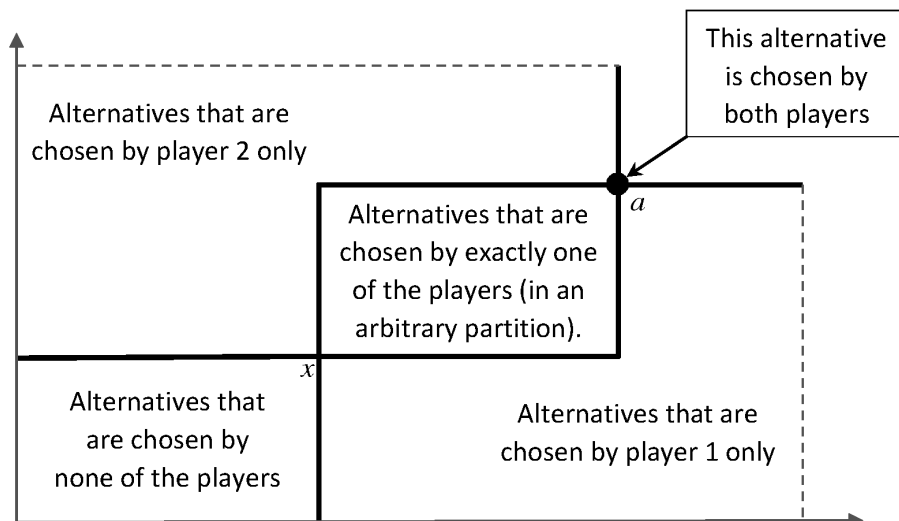 This alternative
is chosen by
both players
Alternatives that are
chosen by player 2 only
a
Alternatives that are
chosen by exactly one
of the players (in an
arbitrary partition).
x
Alternatives that
are chosen by
none of the players
Alternatives that are
chosen by player 1 only